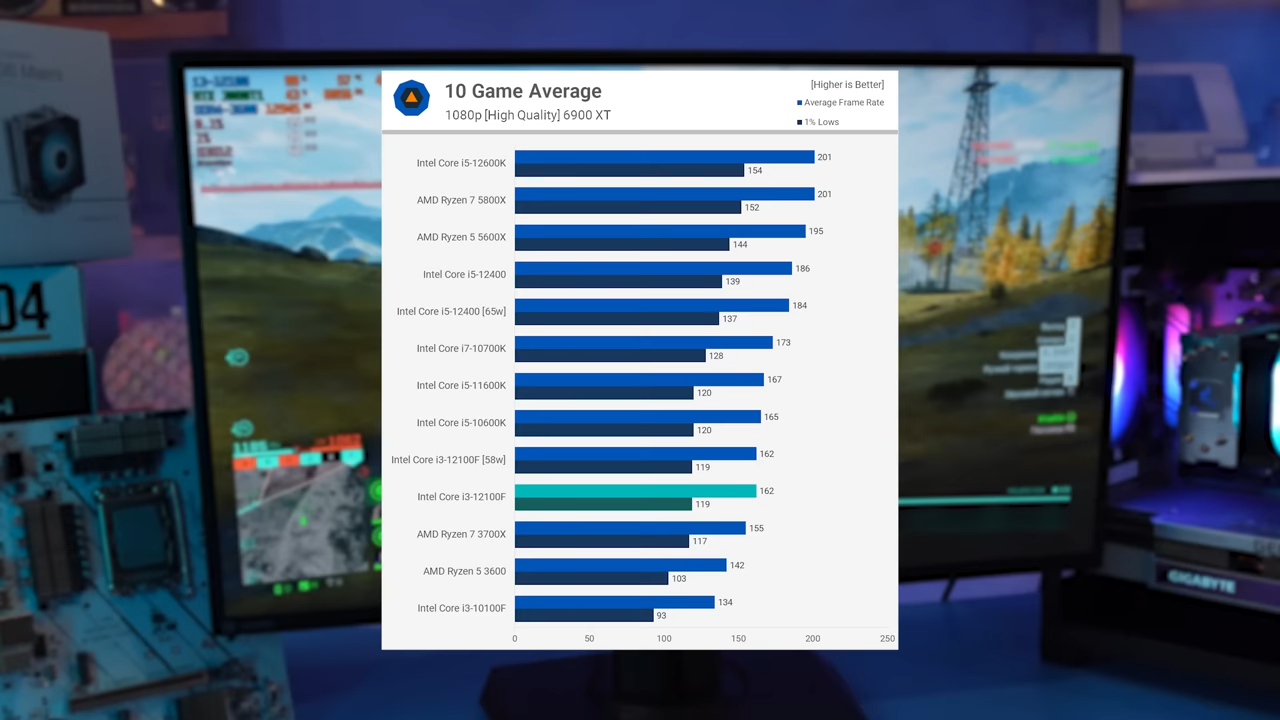 10 Game Average
1080p [High Quality] 6900 XT
[Higher is Better]
Average Frame Rate
1% Lows
Intel Core i5-12600K
201
154
AMD Ryzen 7 5800X
201
152
AMD Ryzen 5 5600X
195
144
Intel Core i5-12400
186
139
Intel Core i5-12400 [65w]
184
137
Intel Core i7-10700K
173
128
Intel Core i5-11600K
167
120
Intel Core i5-10600K
165
120
Intel Core i3-12100F [58w]
162
119
Intel Core i3-12100F
162
119
AMD Ryzen 7 3700X
155
117
AMD Ryzen 5 3600
142
103
Intel Core i3-10100F
134
93
0 50 100 150 200 250
04
GIGABYTE